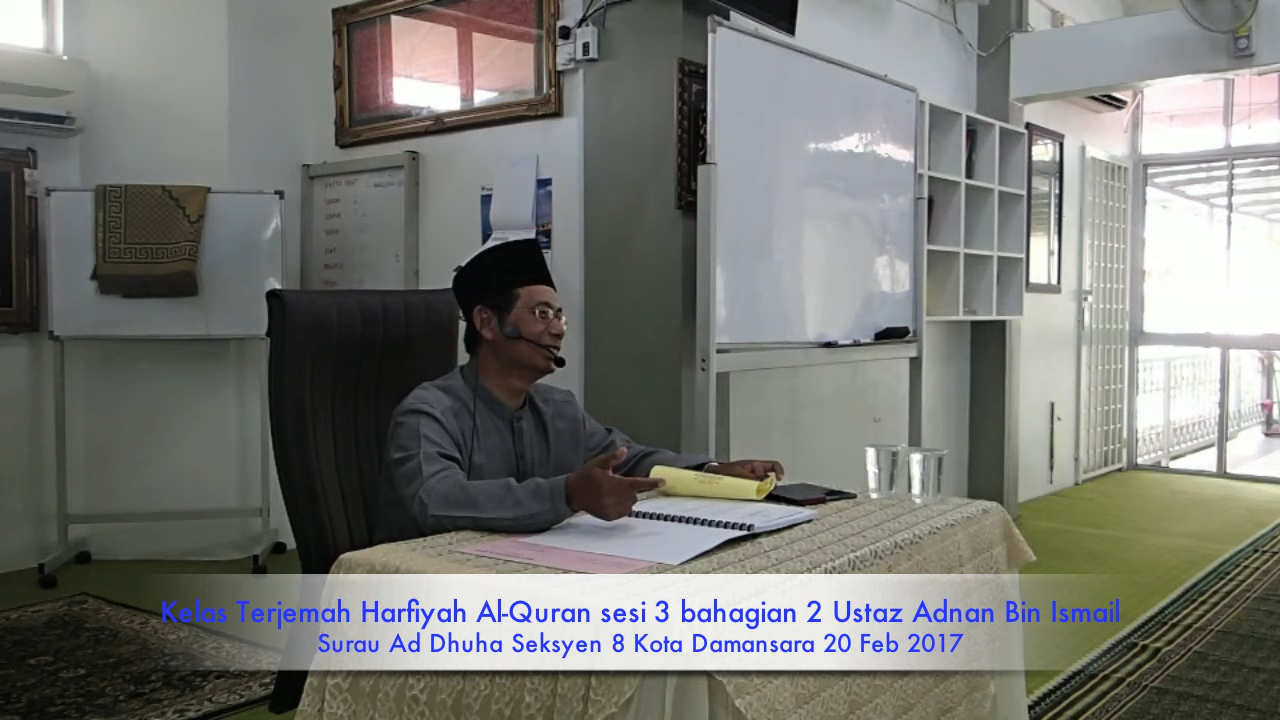 Kelas Terjemah Harfiyah Al-Quran sesi 3 bahagian 2 Ustaz Adnan Bin Ismail
Surau Ad Dhuha Seksyen 8 Kota Damansara 20 Feb 2017